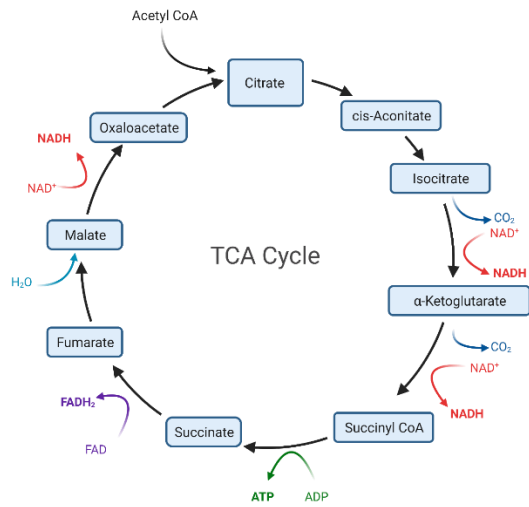 Acetyl CoA
Citrate
cis-Aconitate
Oxaloacetate
NADH
Isocitrate
NAD⁺
CO₂
NAD⁺
Malate
TCA Cycle
NADH
H₂O
α-Ketoglutarate
Fumarate
CO₂
NAD⁺
FADH₂
NADH
Succinate
Succinyl CoA
FAD
ATP
ADP